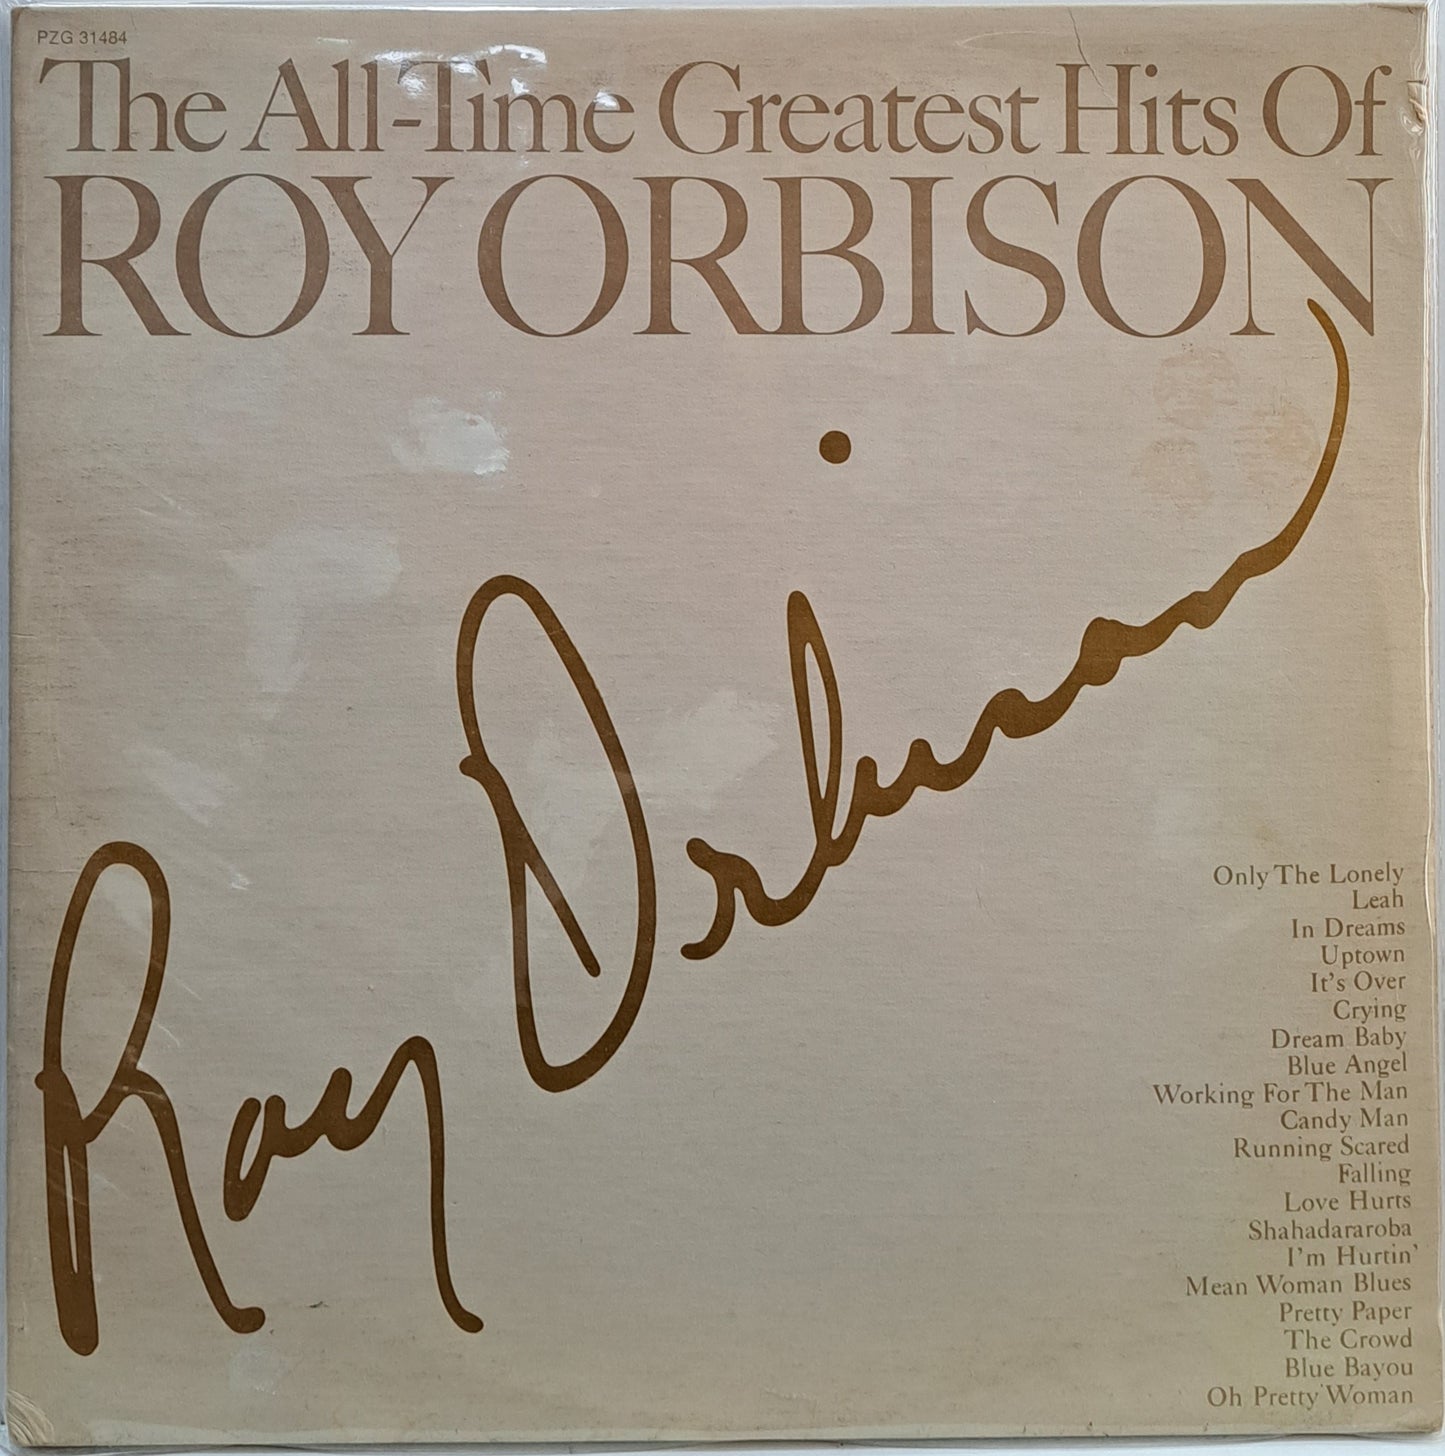 PZG 31484
The All-Time Greatest Hits Of
ROY ORBISON
Roy Orbison
Only The Lonely
Leah
In Dreams
Uptown
It's Over
Crying
Dream Baby
Blue Angel
Working For The Man
Candy Man
Running Scared
Falling
Love Hurts
Shahadararoba
I'm Hurtin'
Mean Woman Blues
Pretty Paper
The Crowd
Blue Bayou
Oh Pretty Woman